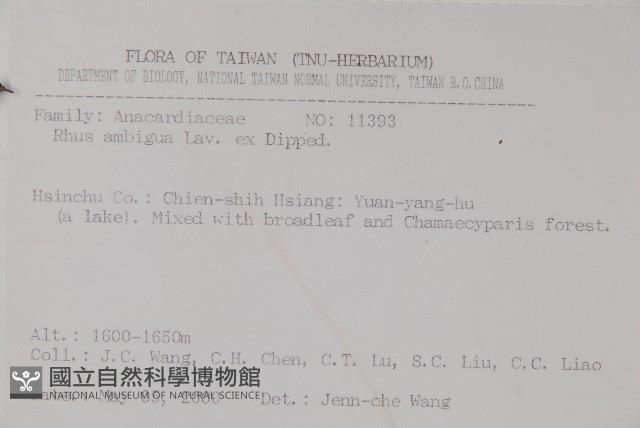 FLORA OF TAIWAN (TNU-HERBARIUM)
DEPARTMENT OF BIOLOGY, NATIONAL TAIWAN NORMAL UNIVERSITY, TAIWAN R.O.CHINA
Family: Anacardiaceae NO: 11393
Rhus ambigua Lav. ex Dipped.
Hsinchu Co.: Chien-shih Hsiang: Yuan-yang-hu
(a lake). Mixed with broadleaf and Chamaecyparis forest.
Alt.: 1600-1650m
Coll.: J.C. Wang, C.H. Chen, C.T. Lu, S.C. Liu, C.C. Liao
國立自然科學博物館
NATIONAL MUSEUM OF NATURAL SCIENCE
2000 Det.: Jenn-che Wang